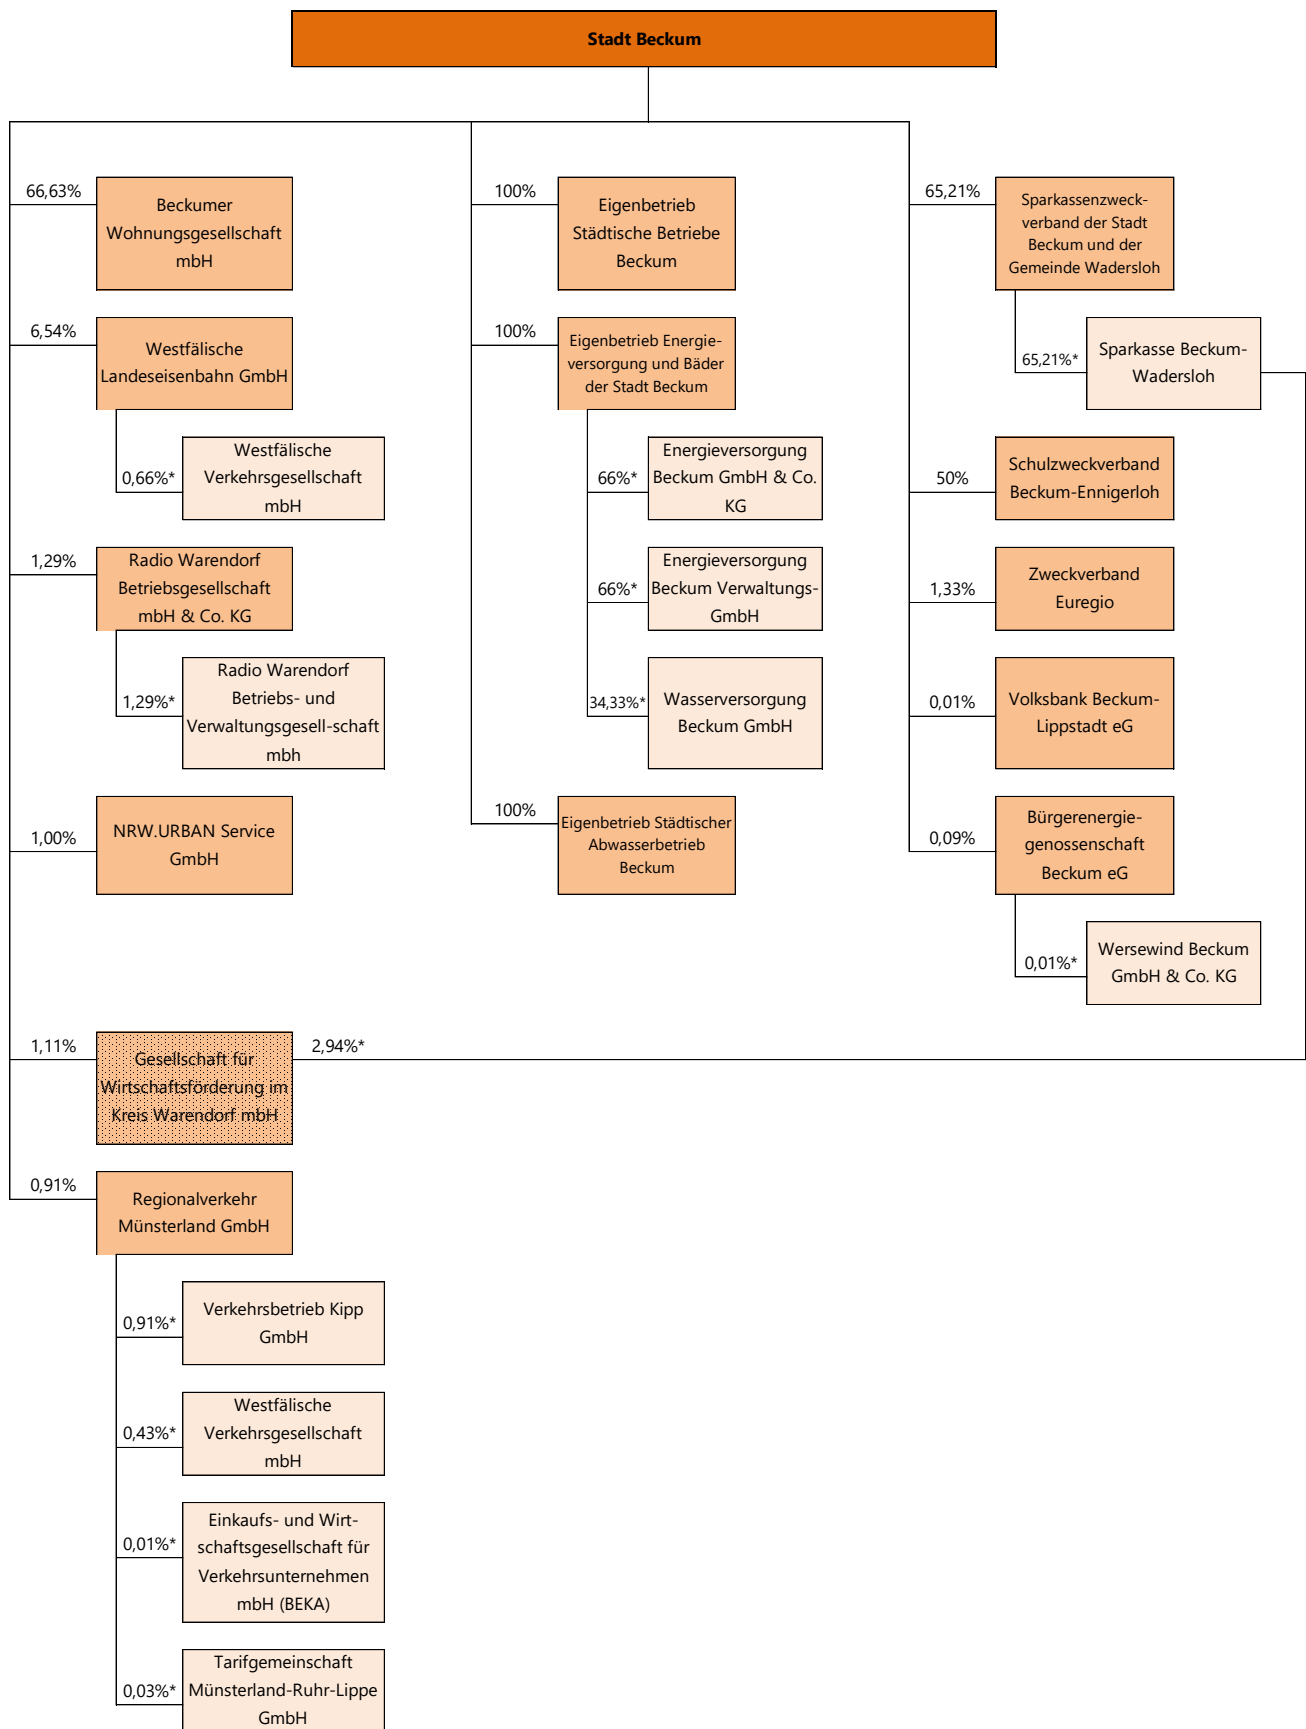 Stadt Beckum
66,63%
Beckumer
Wohnungsgesellschaft
mbH
6,54%
Westfälische
Landeseisenbahn GmbH
0,66%*
Westfälische
Verkehrsgesellschaft
mbH
1,29%
Radio Warendorf
Betriebsgesellschaft
mbH & Co. KG
1,29%*
Radio Warendorf
Betriebs- und
Verwaltungsgesell-schaft
mbh
1,00%
NRW.URBAN Service
GmbH
1,11%
Gesellschaft für
Wirtschaftsförderung im
Kreis Warendorf mbH
2,94%*
0,91%
Regionalverkehr
Münsterland GmbH
0,91%*
Verkehrsbetrieb Kipp
GmbH
0,43%*
Westfälische
Verkehrsgesellschaft
mbH
0,01%*
Einkaufs- und Wirt-
schaftsgesellschaft für
Verkehrsunternehmen
mbH (BEKA)
0,03%*
Tarifgemeinschaft
Münsterland-Ruhr-Lippe
GmbH
100%
Eigenbetrieb
Städtische Betriebe
Beckum
100%
Eigenbetrieb Energie-
versorgung und Bäder
der Stadt Beckum
66%*
Energieversorgung
Beckum GmbH & Co.
KG
66%*
Energieversorgung
Beckum Verwaltungs-
GmbH
34,33%*
Wasserversorgung
Beckum GmbH
100%
Eigenbetrieb Städtischer
Abwasserbetrieb
Beckum
65,21%
Sparkassenzweck-
verband der Stadt
Beckum und der
Gemeinde Wadersloh
65,21%*
Sparkasse Beckum-
Wadersloh
50%
Schulzweckverband
Beckum-Ennigerloh
1,33%
Zweckverband
Euregio
0,01%
Volksbank Beckum-
Lippstadt eG
0,09%
Bürgerenergie-
genossenschaft
Beckum eG
0,01%*
Wersewind Beckum
GmbH & Co. KG